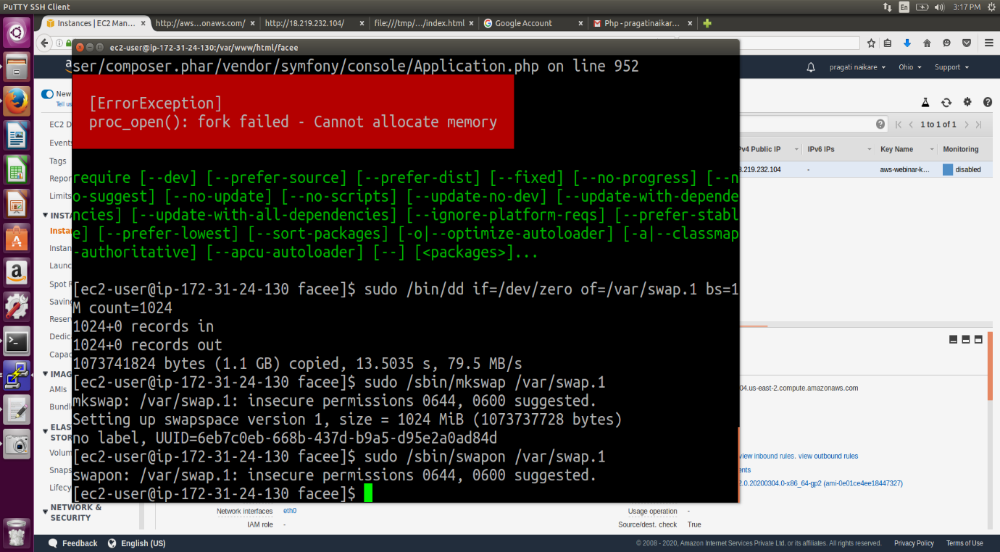 PuTTY SSH Client
En
3:17 PM
Instances | EC2 Man... ×
http://aws...onaws.com/ ×
http://18.219.232.104/ ×
file:///tmp/.../index.html ×
Google Account ×
Php - pragatinaikar... ×
ec2-user@ip-172-31-24-130:/var/www/html/facee
pragati naikare
Ohio
Support
ser/composer.phar/vendor/symfony/console/Application.php on line 952
[ErrorException]
proc_open(): fork failed - Cannot allocate memory
require [--dev] [--prefer-source] [--prefer-dist] [--fixed] [--no-progress] [--n
o-suggest] [--no-update] [--no-scripts] [--update-no-dev] [--update-with-depende
ncies] [--update-with-all-dependencies] [--ignore-platform-reqs] [--prefer-stabl
e] [--prefer-lowest] [--sort-packages] [-o|--optimize-autoloader] [-a|--classmap
-authoritative] [--apcu-autoloader] [--] [<packages>]...
[ec2-user@ip-172-31-24-130 facee]$ sudo /bin/dd if=/dev/zero of=/var/swap.1 bs=1
M count=1024
1024+0 records in
1024+0 records out
1073741824 bytes (1.1 GB) copied, 13.5035 s, 79.5 MB/s
[ec2-user@ip-172-31-24-130 facee]$ sudo /sbin/mkswap /var/swap.1
mkswap: /var/swap.1: insecure permissions 0644, 0600 suggested.
Setting up swapspace version 1, size = 1024 MiB (1073737728 bytes)
no label, UUID=6eb7c0eb-668b-437d-b9a5-d95e2a0ad84d
[ec2-user@ip-172-31-24-130 facee]$ sudo /sbin/swapon /var/swap.1
swapon: /var/swap.1: insecure permissions 0644, 0600 suggested.
[ec2-user@ip-172-31-24-130 facee]$
New
Tell us
EC2 D
Events
Tags
Repor
Limits
INSTA
Instan
Instan
Launc
Spot F
Saving
Reser
Dedic
Capac
IMAG
AMIs
Bundl
ELAS
STOR
Volum
Snaps
Lifecy
NETWORK &
SECURITY
1 to 1 of 1
Pv4 Public IP
IPv6 IPs
Key Name
Monitoring
8.219.232.104
-
aws-webinar-k...
disabled
04.us-east-2.compute.amazonaws.com
view inbound rules. view outbound rules
ents
2.0.20200304.0-x86_64-gp2 (ami-0e01ce4ee18447327)
Network interfaces eth0
Usage operation -
IAM role -
Source/dest. check True
Feedback
English (US)
© 2008 - 2020, Amazon Internet Services Private Ltd. or its affiliates. All rights reserved.
Privacy Policy
Terms of Use